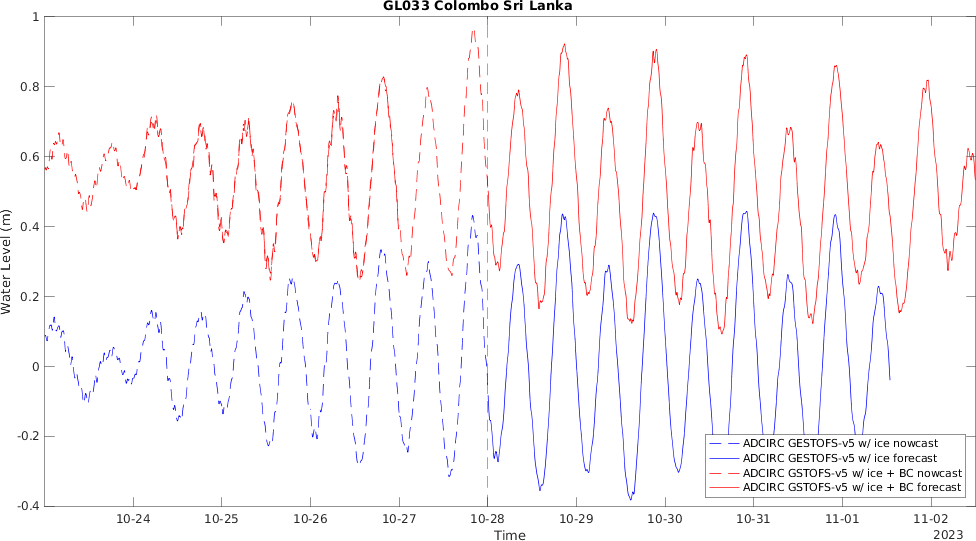 GL033 Colombo Sri Lanka
1
0.8
0.6
0.4
0.2
0
-0.2
-0.4
Water Level (m)
10-24 10-25 10-26 10-27 10-28 10-29 10-30 10-31 11-01 11-02
Time
2023
ADCIRC GESTOFS-v5 w/ ice nowcast
ADCIRC GESTOFS-v5 w/ ice forecast
ADCIRC GSTOFS-v5 w/ ice + BC nowcast
ADCIRC GSTOFS-v5 w/ ice + BC forecast